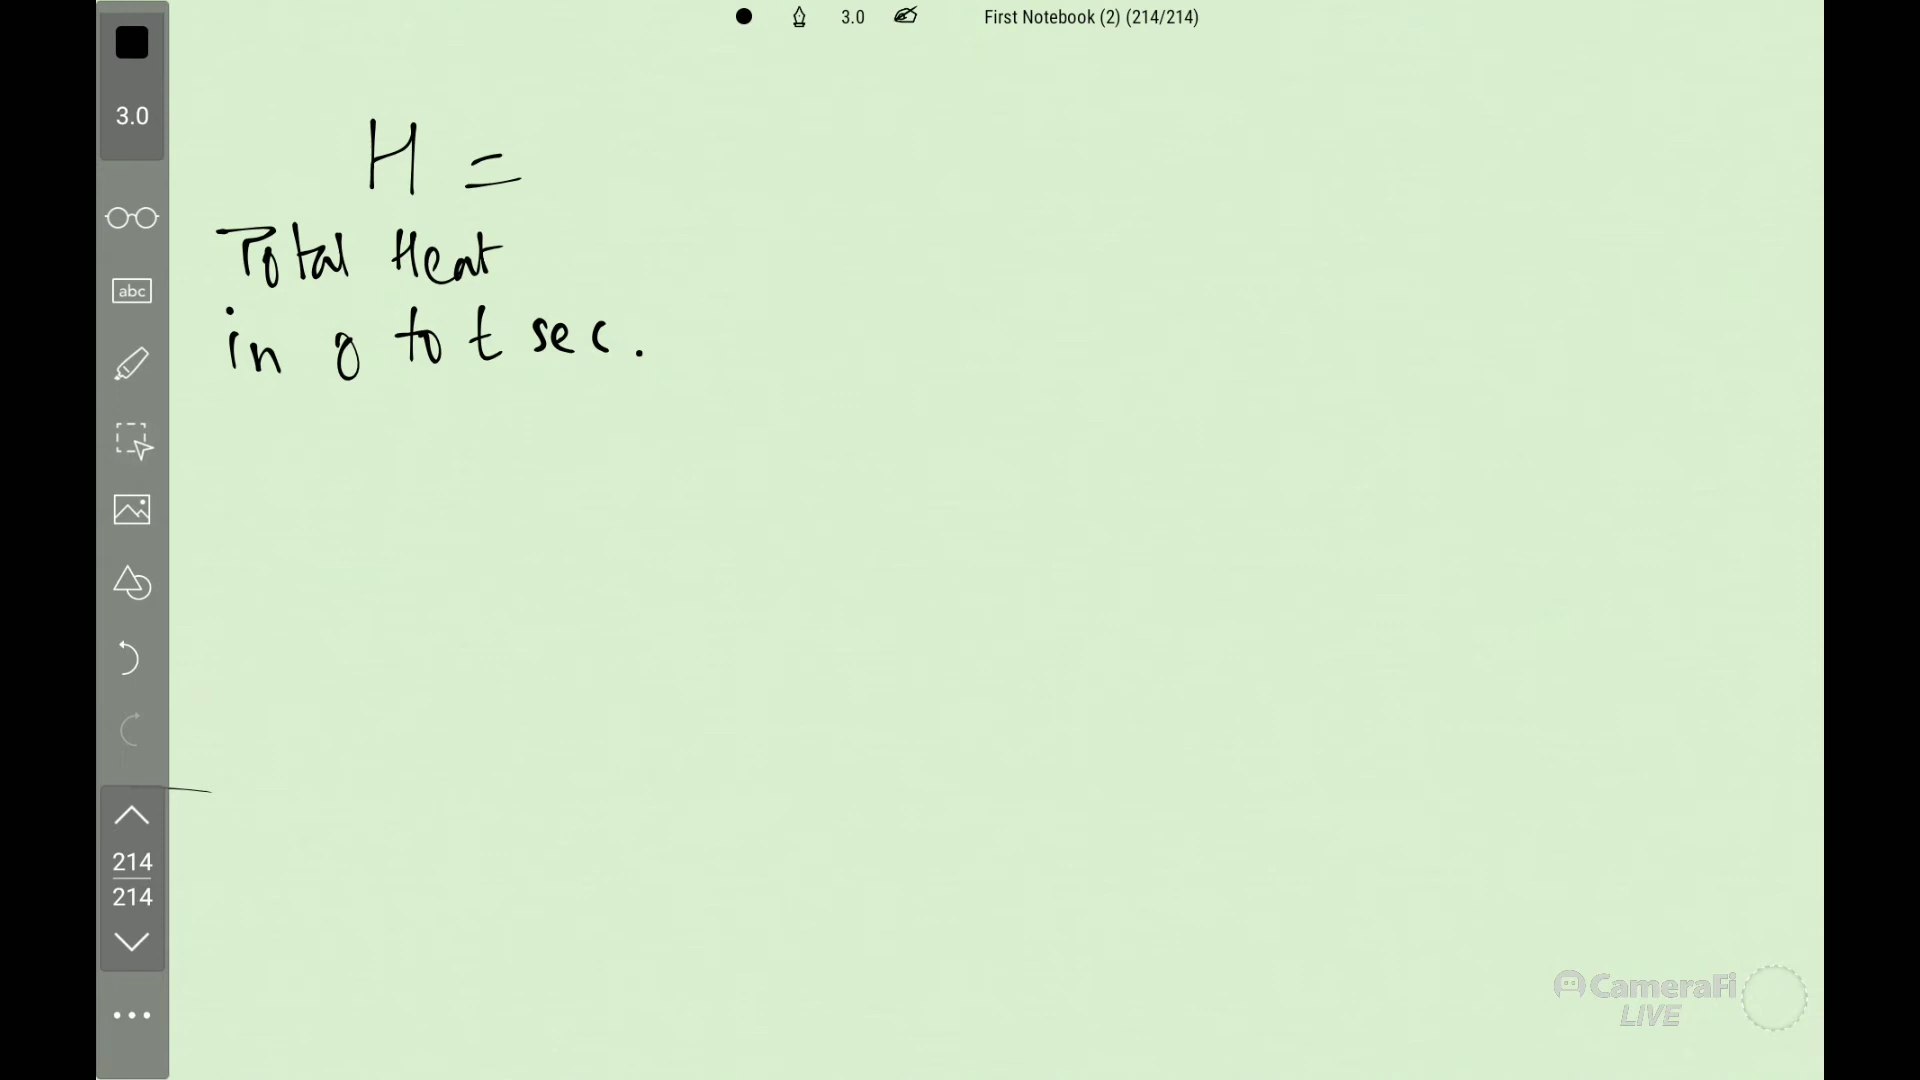 3.0 First Notebook (2) (214/214)
3.0
H =
Total Heat
in 0 to t sec.
abc
214
214
CameraFi
LIVE